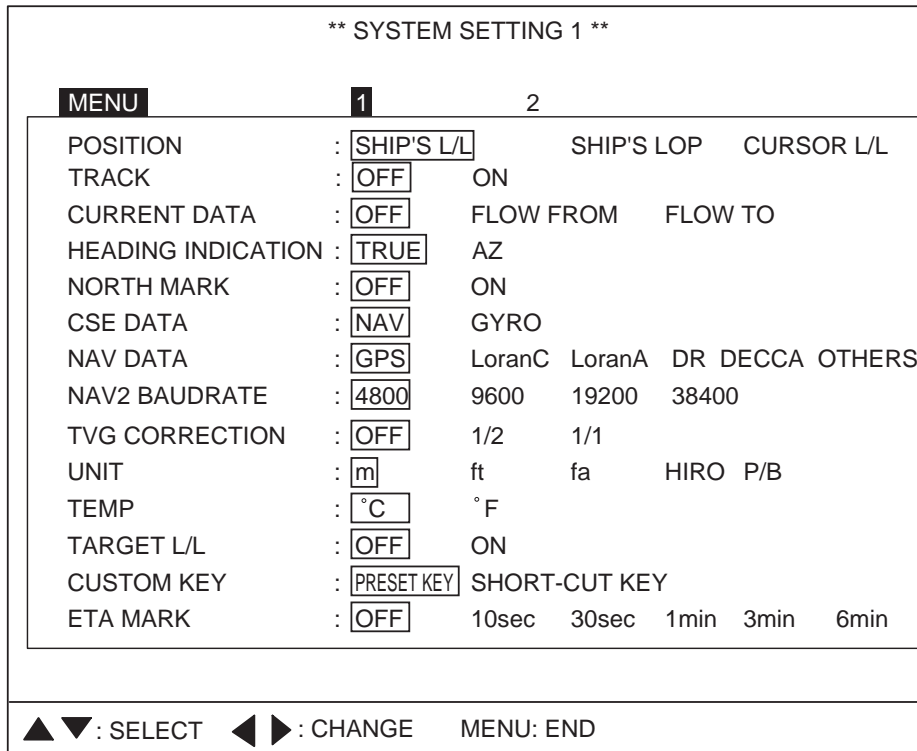 ** SYSTEM SETTING 1 **
MENU 1 2
POSITION : SHIP'S L/L SHIP'S LOP CURSOR L/L
TRACK : OFF ON
CURRENT DATA : OFF FLOW FROM FLOW TO
HEADING INDICATION : TRUE AZ
NORTH MARK : OFF ON
CSE DATA : NAV GYRO
NAV DATA : GPS LoranC LoranA DR DECCA OTHERS
NAV2 BAUDRATE : 4800 9600 19200 38400
TVG CORRECTION : OFF 1/2 1/1
UNIT : m ft fa HIRO P/B
TEMP : °C °F
TARGET L/L : OFF ON
CUSTOM KEY : PRESET KEY SHORT-CUT KEY
ETA MARK : OFF 10sec 30sec 1min 3min 6min
▲ ▼ : SELECT ◀ ▶ : CHANGE MENU: END